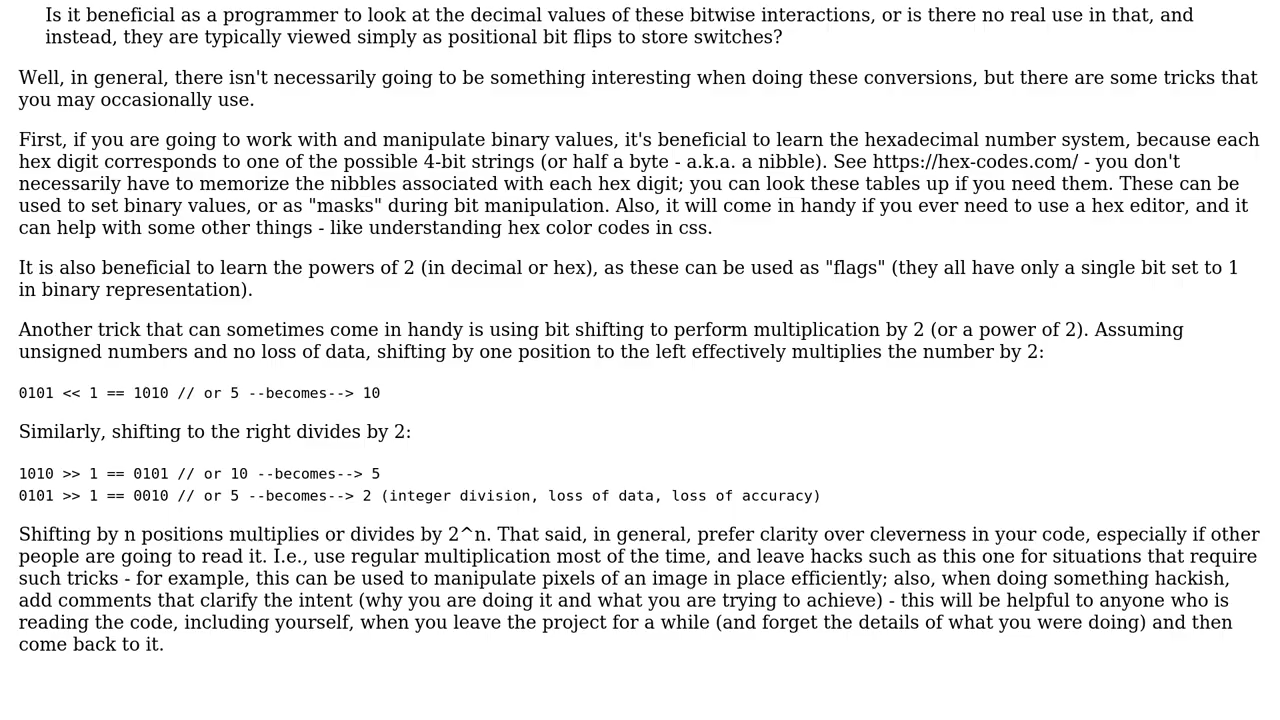 Is it beneficial as a programmer to look at the decimal values of these bitwise interactions, or is there no real use in that, and
instead, they are typically viewed simply as positional bit flips to store switches?
Well, in general, there isn't necessarily going to be something interesting when doing these conversions, but there are some tricks that
you may occasionally use.
First, if you are going to work with and manipulate binary values, it's beneficial to learn the hexadecimal number system, because each
hex digit corresponds to one of the possible 4-bit strings (or half a byte - a.k.a. a nibble). See https://hex-codes.com/ - you don't
necessarily have to memorize the nibbles associated with each hex digit; you can look these tables up if you need them. These can be
used to set binary values, or as "masks" during bit manipulation. Also, it will come in handy if you ever need to use a hex editor, and it
can help with some other things - like understanding hex color codes in css.
It is also beneficial to learn the powers of 2 (in decimal or hex), as these can be used as "flags" (they all have only a single bit set to 1
in binary representation).
Another trick that can sometimes come in handy is using bit shifting to perform multiplication by 2 (or a power of 2). Assuming
unsigned numbers and no loss of data, shifting by one position to the left effectively multiplies the number by 2:
0101 << 1 == 1010 // or 5 --becomes--> 10
Similarly, shifting to the right divides by 2:
1010 >> 1 == 0101 // or 10 --becomes--> 5
0101 >> 1 == 0010 // or 5 --becomes--> 2 (integer division, loss of data, loss of accuracy)
Shifting by n positions multiplies or divides by 2^n. That said, in general, prefer clarity over cleverness in your code, especially if other
people are going to read it. I.e., use regular multiplication most of the time, and leave hacks such as this one for situations that require
such tricks - for example, this can be used to manipulate pixels of an image in place efficiently; also, when doing something hackish,
add comments that clarify the intent (why you are doing it and what you are trying to achieve) - this will be helpful to anyone who is
reading the code, including yourself, when you leave the project for a while (and forget the details of what you were doing) and then
come back to it.